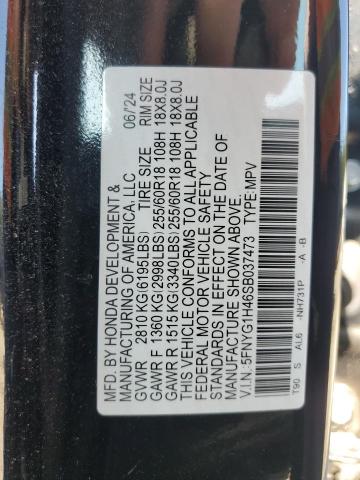 MFD. BY HONDA DEVELOPMENT &
MANUFACTURING OF AMERICA, LLC 06/24
GVWR 2810 KG(6195LBS) TIRE SIZE RIM SIZE
GAWR F 1360 KG(2998LBS)255/60R18 108H 18X8.0J
GAWR R 1515 KG(3340LBS)255/60R18 108H 18X8.0J
THIS VEHICLE CONFORMS TO ALL APPLICABLE
FEDERAL MOTOR VEHICLE SAFETY
STANDARDS IN EFFECT ON THE DATE OF
MANUFACTURE SHOWN ABOVE.
V.I.N.: 5FNYG1H46SB037473 TYPE:MPV
T90 S AL6 -NH731P -A -B